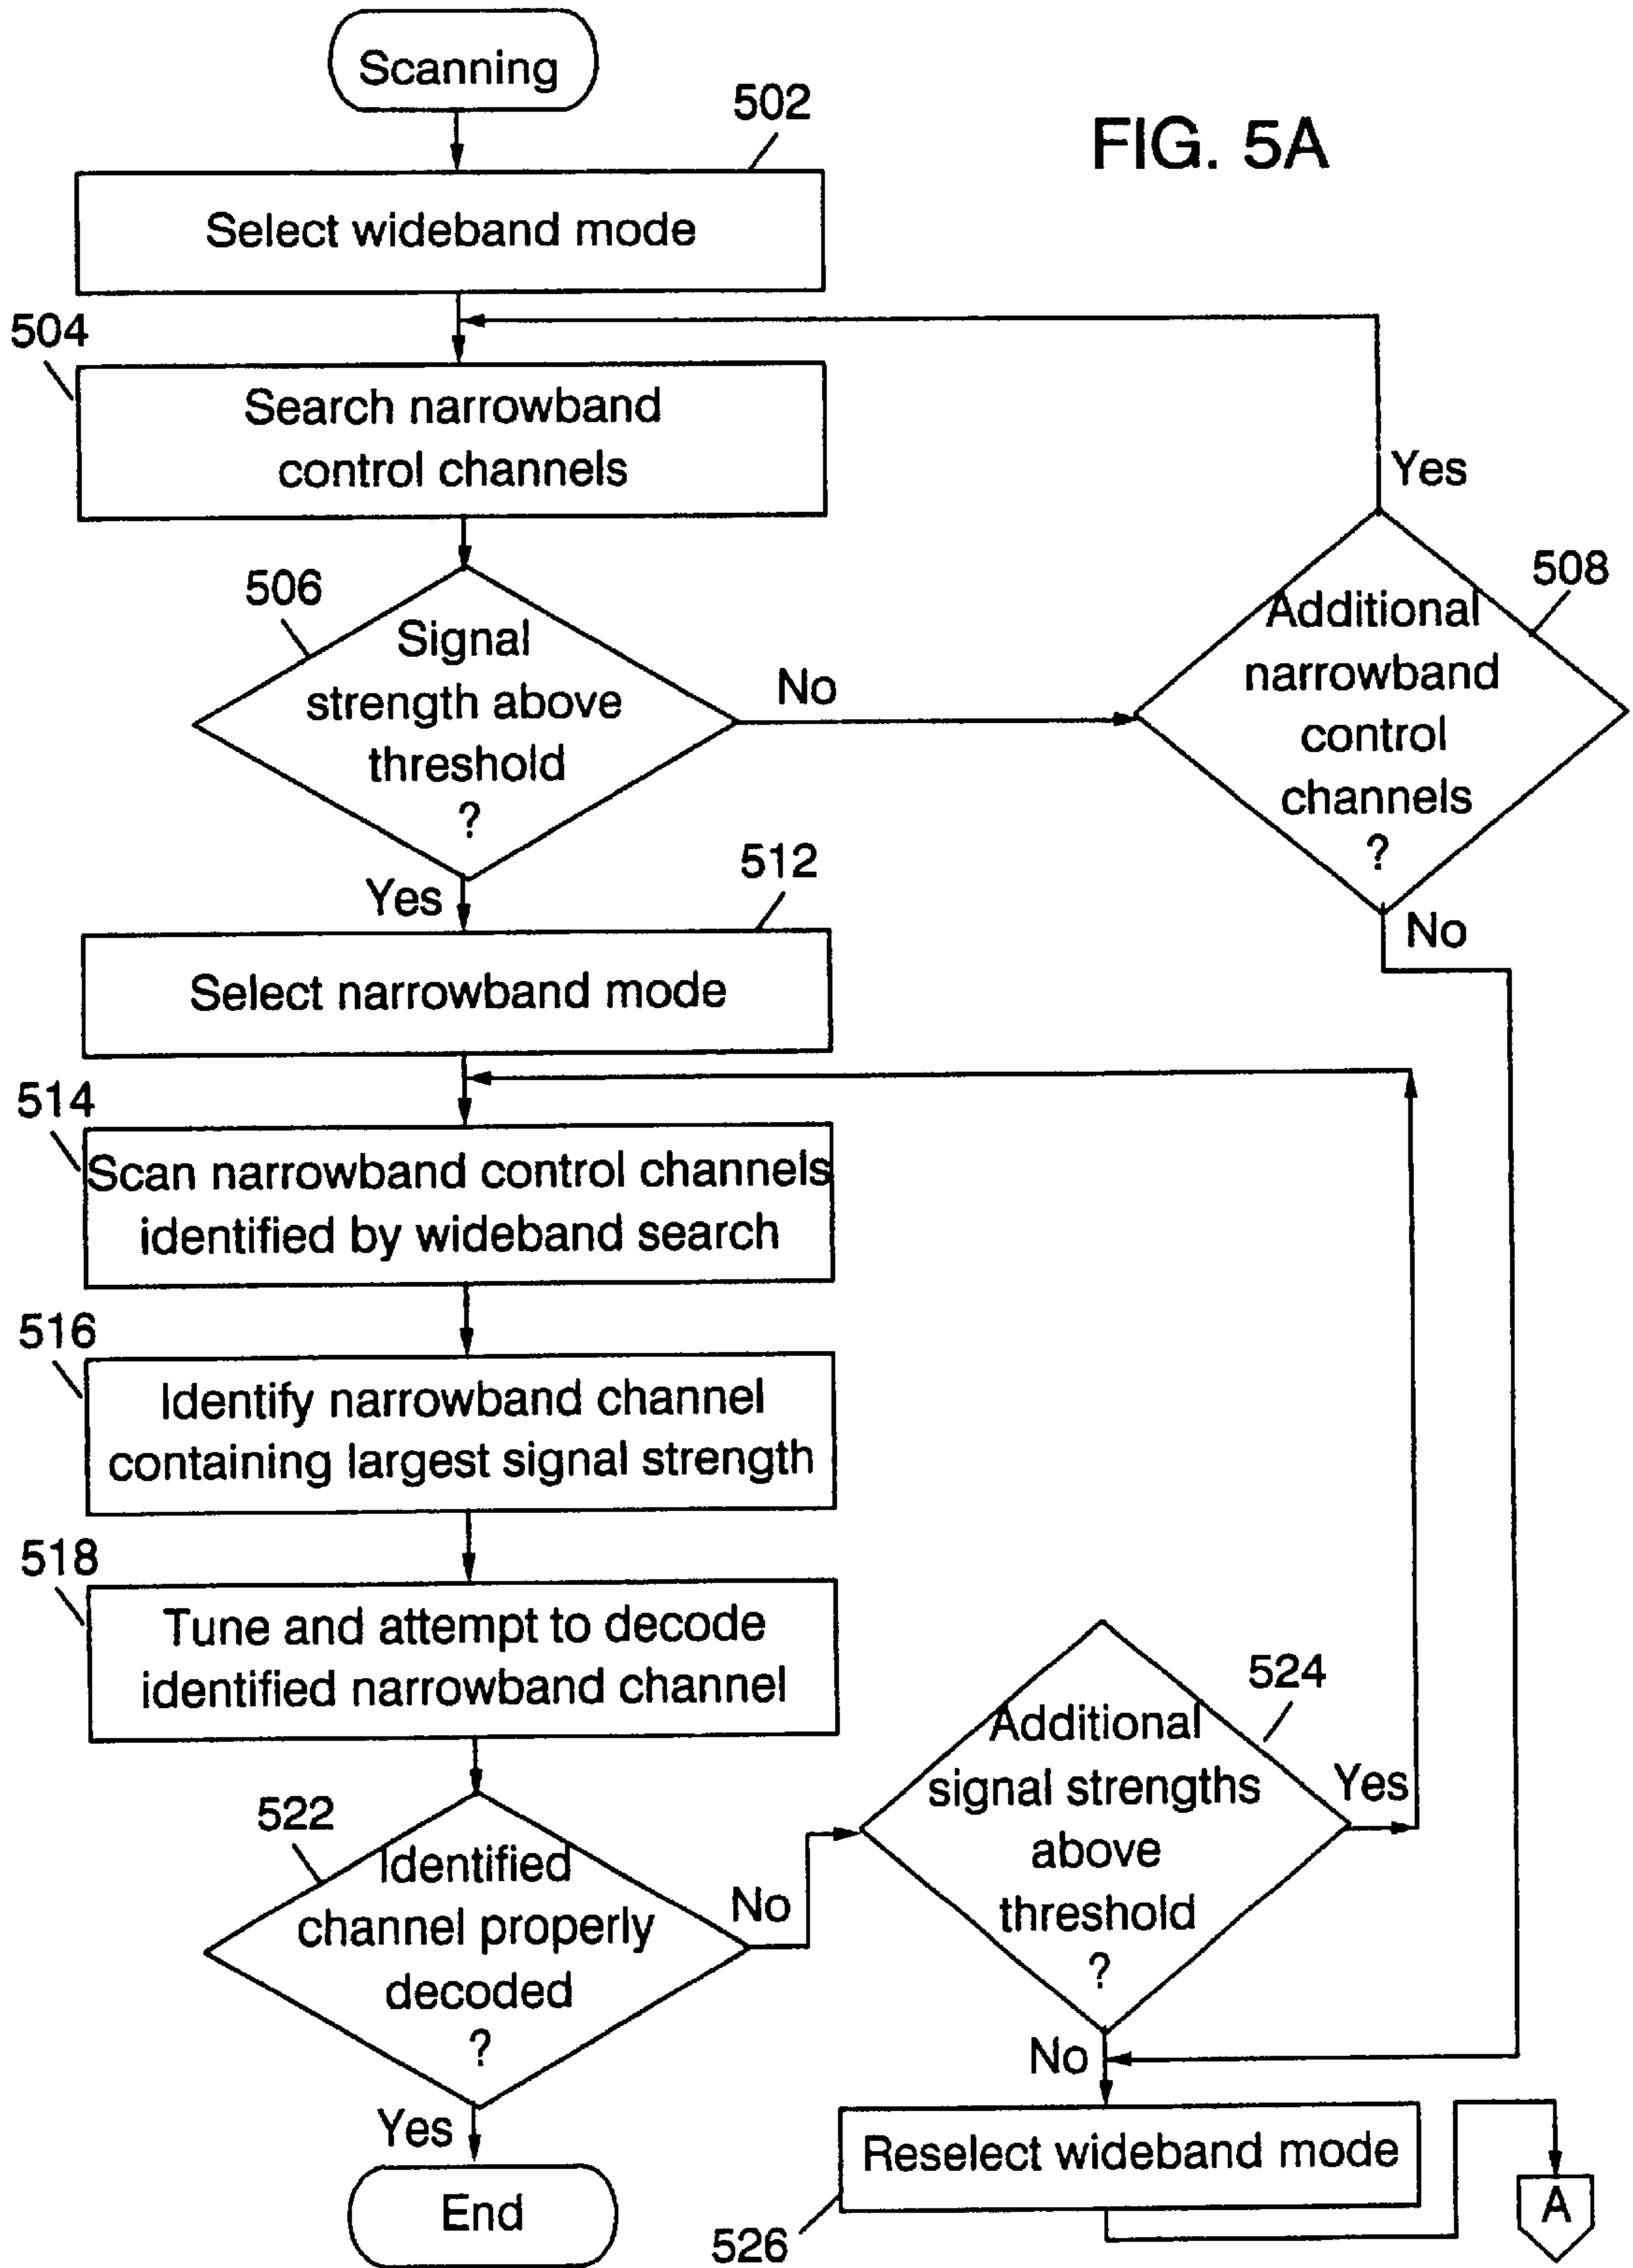 Scanning
FIG. 5A
502
Select wideband mode
504
Search narrowband
control channels
Yes
506
Signal
strength above
threshold
?
No
508
Additional
narrowband
control
channels
?
Yes
No
512
Select narrowband mode
514
Scan narrowband control channels
identified by wideband search
516
Identify narrowband channel
containing largest signal strength
518
Tune and attempt to decode
identified narrowband channel
522
Identified
channel properly
decoded
?
No
524
Additional
signal strengths
above
threshold
?
Yes
No
Yes
End
Reselect wideband mode
526
A